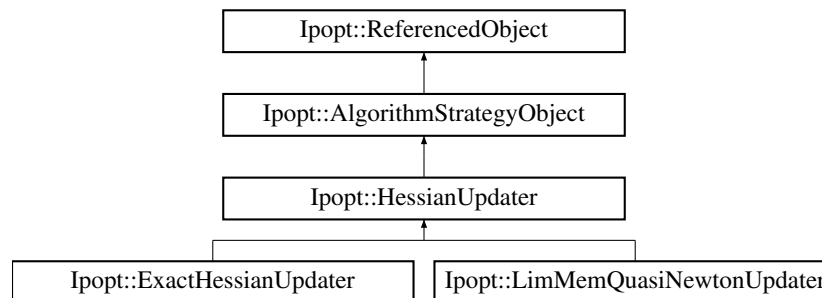 Ipopt::ReferencedObject
Ipopt::AlgorithmStrategyObject
Ipopt::HessianUpdater
Ipopt::ExactHessianUpdater
Ipopt::LimMemQuasiNewtonUpdater